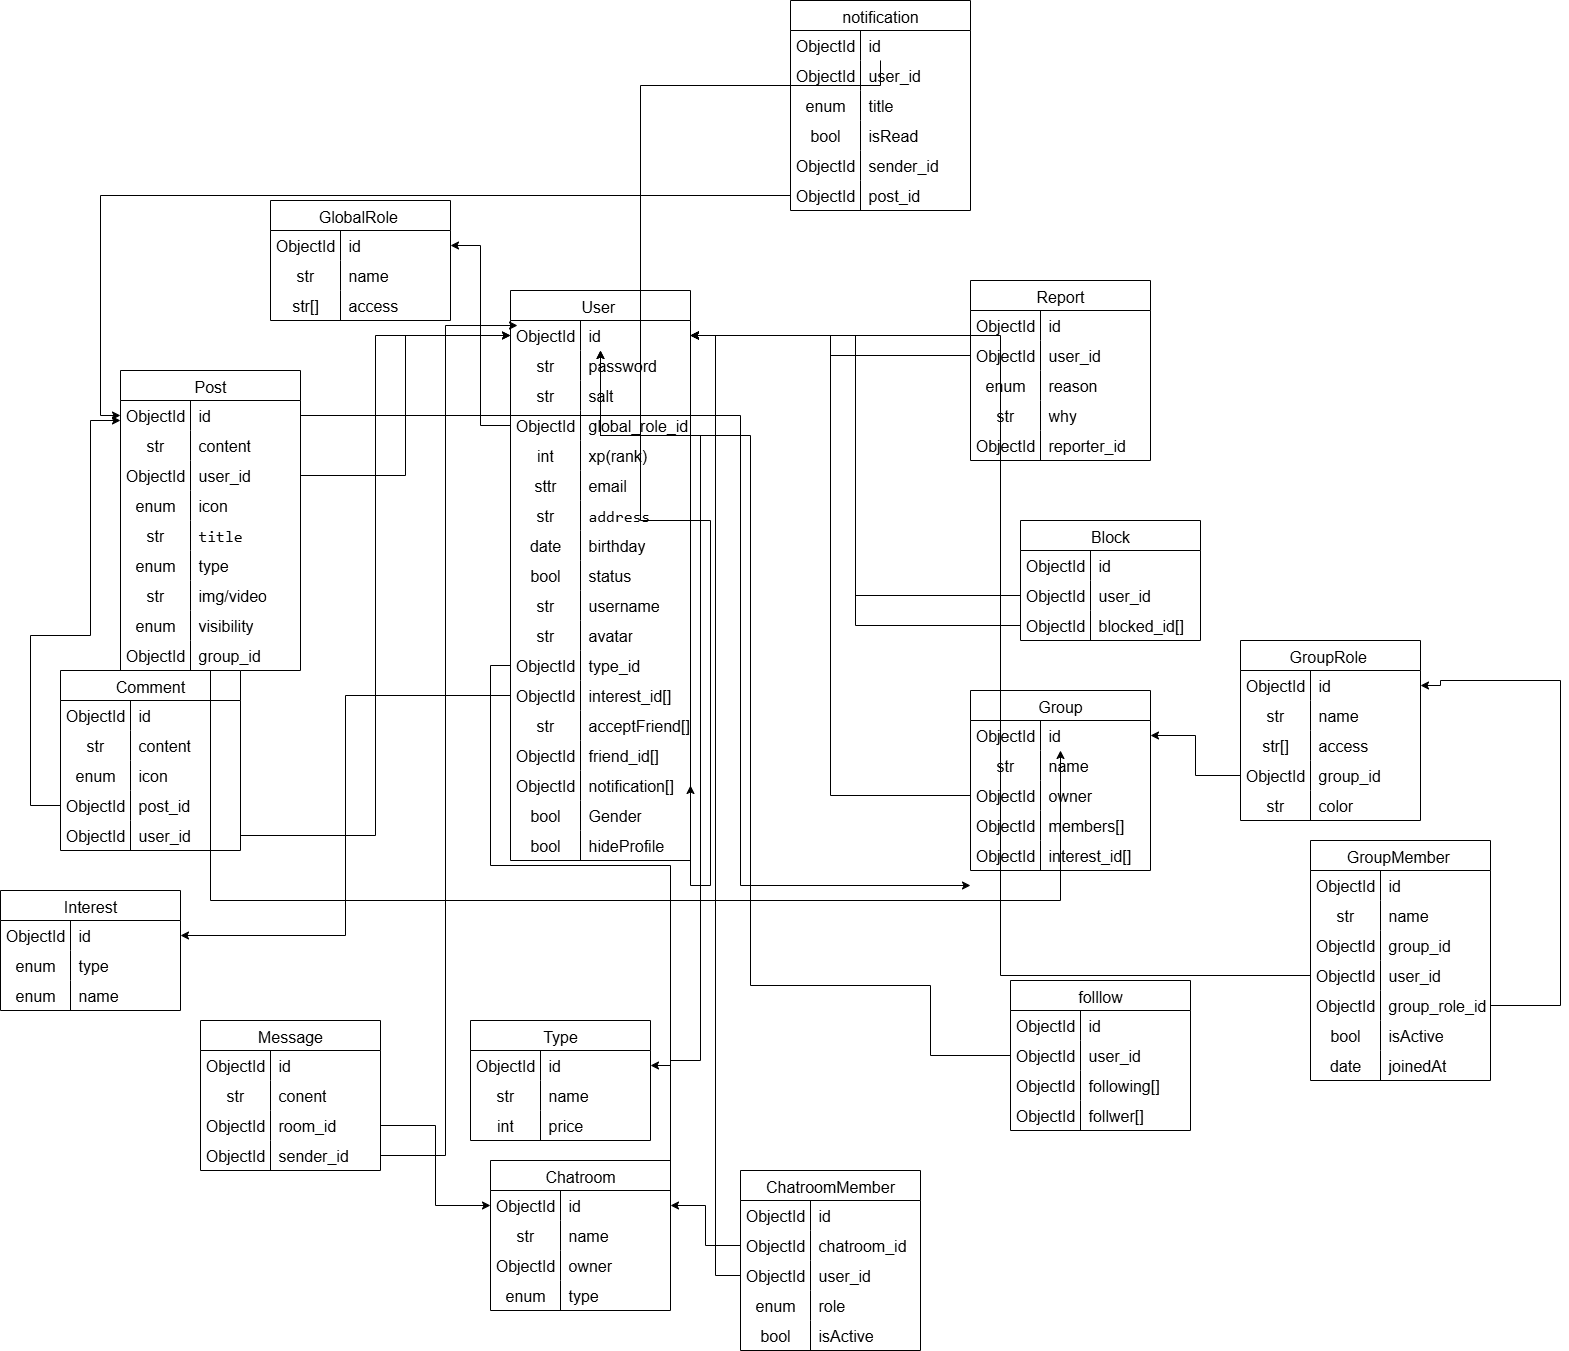 notification
ObjectId id
ObjectId user_id
enum title
bool isRead
ObjectId sender_id
ObjectId post_id
GlobalRole
ObjectId id
str name
str[] access
User
ObjectId id
str password
str salt
ObjectId global_role_id
int xp(rank)
sttr email
str address
date birthday
bool status
str username
str avatar
ObjectId type_id
ObjectId interest_id[]
str acceptFriend[]
ObjectId friend_id[]
ObjectId notification[]
bool Gender
bool hideProfile
Report
ObjectId id
ObjectId user_id
enum reason
str why
ObjectId reporter_id
Post
ObjectId id
str content
ObjectId user_id
enum icon
str title
enum type
str img/video
enum visibility
ObjectId group_id
Block
ObjectId id
ObjectId user_id
ObjectId blocked_id[]
GroupRole
ObjectId id
str name
str[] access
ObjectId group_id
str color
Comment
ObjectId id
str content
enum icon
ObjectId post_id
ObjectId user_id
Group
ObjectId id
str name
ObjectId owner
ObjectId members[]
ObjectId interest_id[]
GroupMember
ObjectId id
str name
ObjectId group_id
ObjectId user_id
ObjectId group_role_id
bool isActive
date joinedAt
Interest
ObjectId id
enum type
enum name
folllow
ObjectId id
ObjectId user_id
ObjectId following[]
ObjectId follwer[]
Message
ObjectId id
str conent
ObjectId room_id
ObjectId sender_id
Type
ObjectId id
str name
int price
Chatroom
ObjectId id
str name
ObjectId owner
enum type
ChatroomMember
ObjectId id
ObjectId chatroom_id
ObjectId user_id
enum role
bool isActive